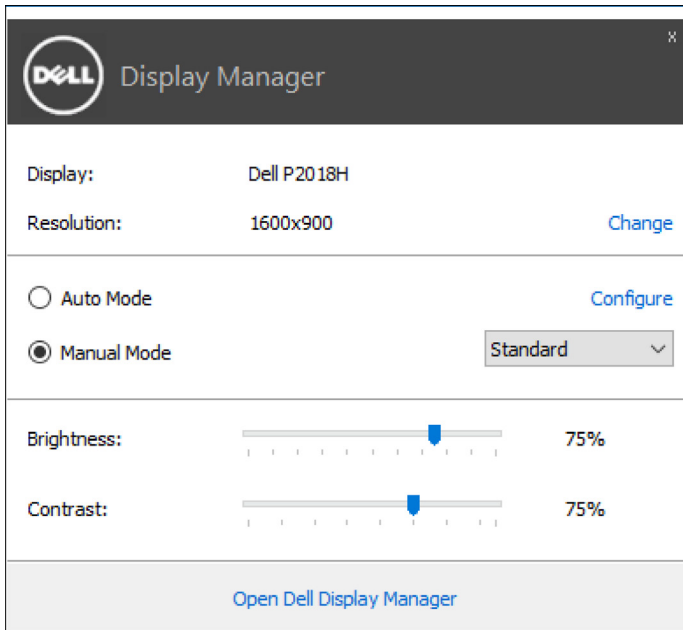 X
DELL
Display Manager
Display: Dell P2018H
Resolution: 1600x900 Change
Auto Mode Configure
Manual Mode Standard
Brightness: 75%
Contrast: 75%
Open Dell Display Manager